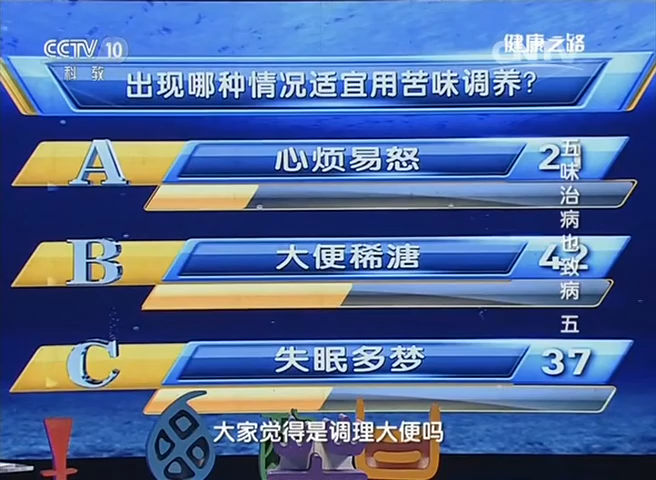 CCTV 10
科教
健康之路
出现哪种情况适宜用苦味调养?
A 心烦易怒 21
B 大便稀溏 42
C 失眠多梦 37
五味治病也致病 五
大家觉得是调理大便吗